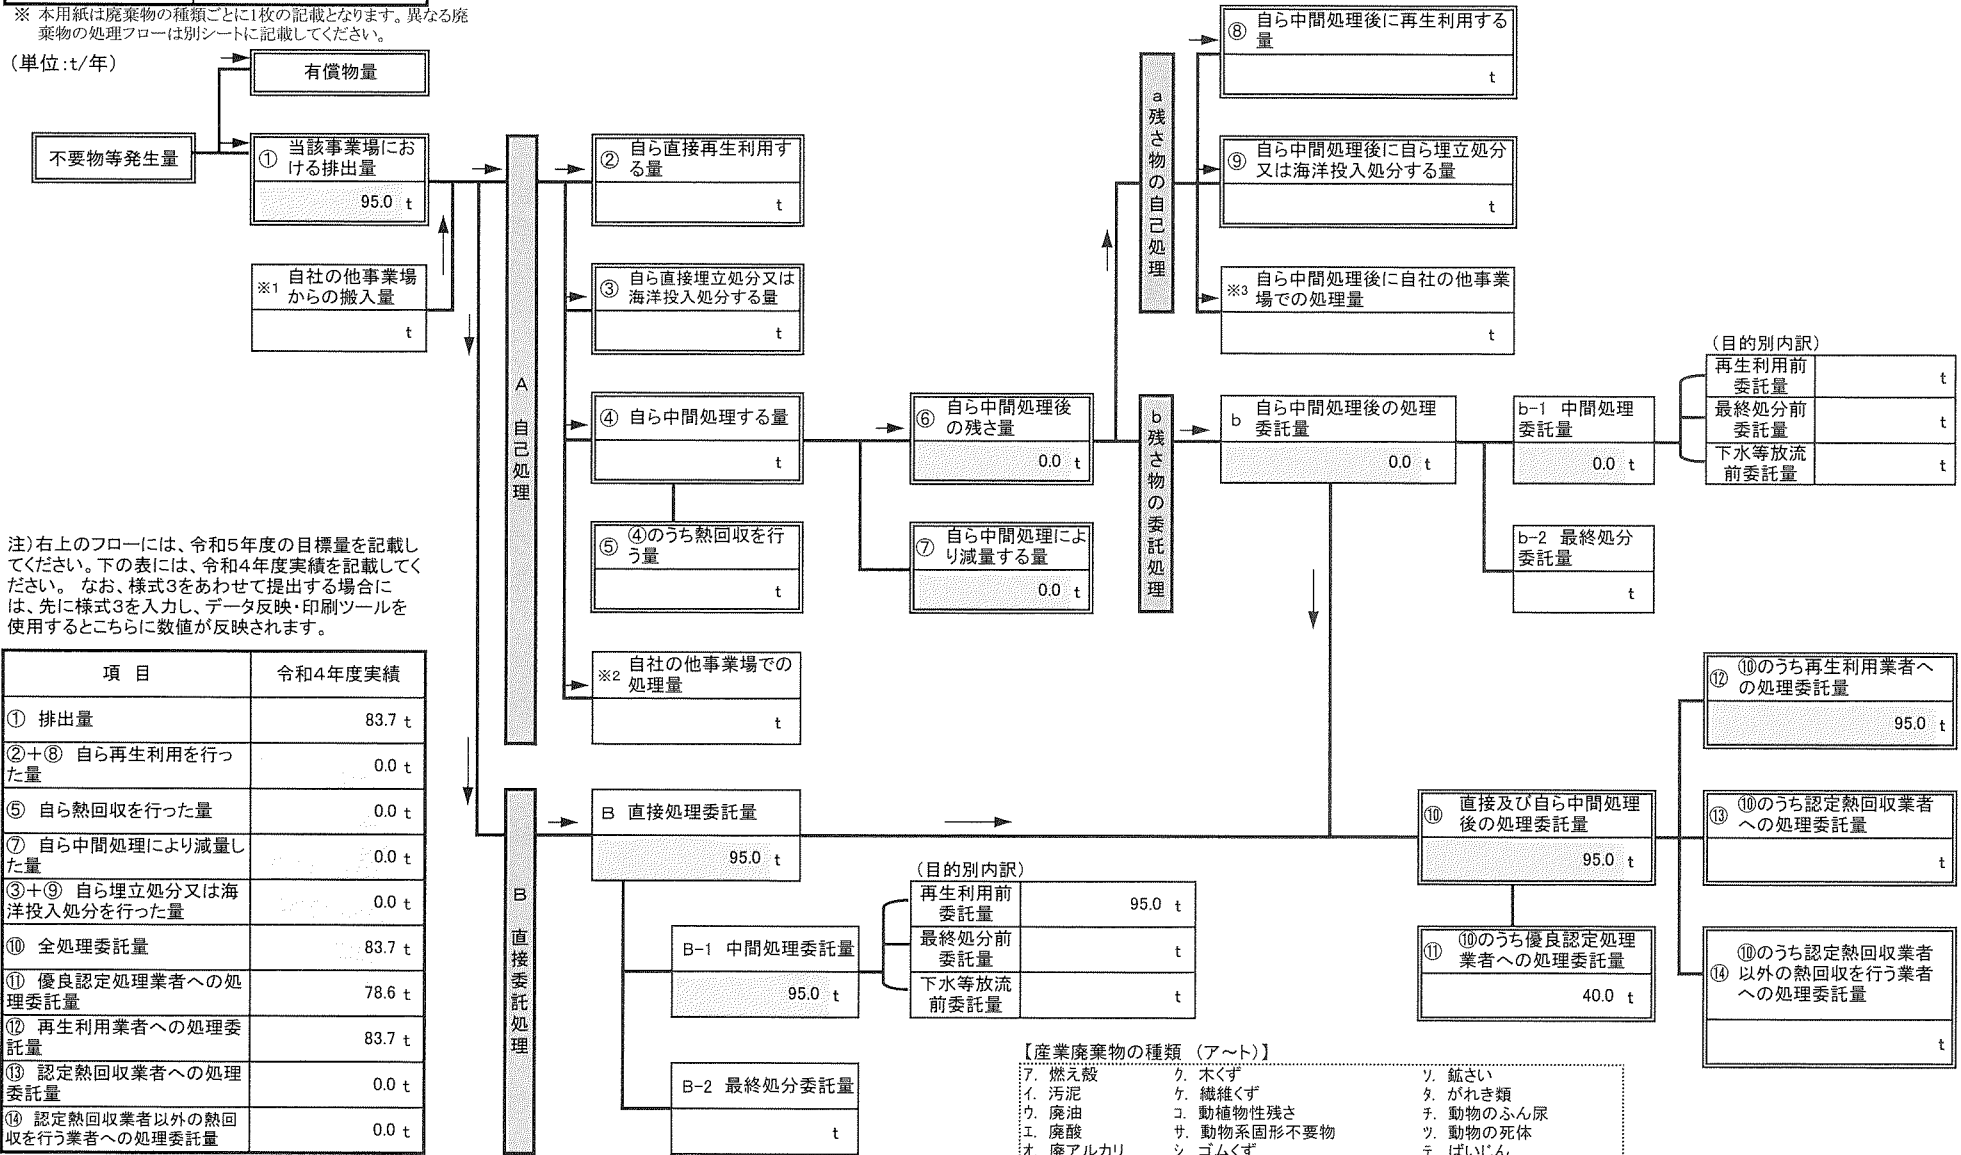 ※ 本用紙は廃棄物の種類ごとに1枚の記載となります。異なる廃
棄物の処理フローは別シートに記載してください。
(単位:t/年)
有償物量
不要物等発生量
① 当該事業場にお
ける排出量
95.0 t
※1 自社の他事業場
からの搬入量
t
A 自己処理
② 自ら直接再生利用す
る量
t
③ 自ら直接埋立処分又は
海洋投入処分する量
t
④ 自ら中間処理する量
t
⑤ ④のうち熱回収を行
う量
t
※2 自社の他事業場での
処理量
t
⑥ 自ら中間処理後
の残さ量
0.0 t
⑦ 自ら中間処理によ
り減量する量
0.0 t
a 残さ物の自己処理
⑧ 自ら中間処理後に再生利用する
量
t
⑨ 自ら中間処理後に自ら埋立処分
又は海洋投入処分する量
t
※3 自ら中間処理後に自社の他事業
場での処理量
t
b 残さ物の委託処理
b 自ら中間処理後の処理
委託量
0.0 t
b-1 中間処理
委託量
0.0 t
b-2 最終処分
委託量
t
(目的別内訳)
再生利用前
委託量
t
最終処分前
委託量
t
下水等放流
前委託量
t
注)右上のフローには、令和5年度の目標量を記載し
てください。下の表には、令和4年度実績を記載してく
ださい。 なお、様式3をあわせて提出する場合に
は、先に様式3を入力し、データ反映・印刷ツールを
使用するとこちらに数値が反映されます。
項 目 令和4年度実績
① 排出量 83.7 t
②+⑧ 自ら再生利用を行っ
た量 0.0 t
⑤ 自ら熱回収を行った量 0.0 t
⑦ 自ら中間処理により減量し
た量 0.0 t
③+⑨ 自ら埋立処分又は海
洋投入処分を行った量 0.0 t
⑩ 全処理委託量 83.7 t
⑪ 優良認定処理業者への処
理委託量 78.6 t
⑫ 再生利用業者への処理委
託量 83.7 t
⑬ 認定熱回収業者への処理
委託量 0.0 t
⑭ 認定熱回収業者以外の熱回
収を行う業者への処理委託量 0.0 t
B 直接委託処理
B 直接処理委託量
95.0 t
B-1 中間処理委託量
95.0 t
B-2 最終処分委託量
t
(目的別内訳)
再生利用前
委託量
95.0 t
最終処分前
委託量
t
下水等放流
前委託量
t
⑩ 直接及び自ら中間処理
後の処理委託量
95.0 t
⑪ ⑩のうち優良認定処理
業者への処理委託量
40.0 t
⑫ ⑩のうち再生利用業者へ
の処理委託量
95.0 t
⑬ ⑩のうち認定熱回収業者
への処理委託量
t
⑭ ⑩のうち認定熱回収業者
以外の熱回収を行う業者
への処理委託量
t
【産業廃棄物の種類 (ア~ト)】
ア. 燃え殻 ク. 木くず ソ. 鉱さい
イ. 汚泥 ケ. 繊維くず タ. がれき類
ウ. 廃油 コ. 動植物性残さ チ. 動物のふん尿
エ. 廃酸 サ. 動物系固形不要物 ツ. 動物の死体
オ. 廃アルカリ シ. ゴムくず テ. ばいじん